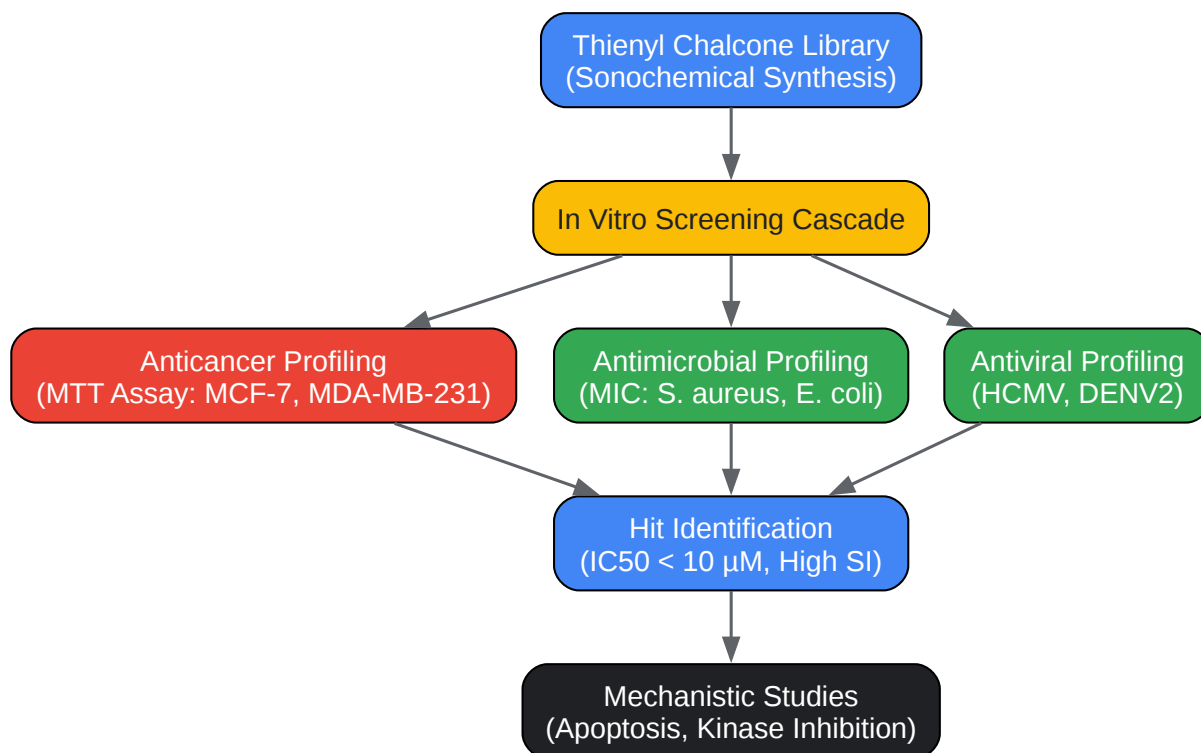 Thienyl Chalcone Library
(Sonochemical Synthesis)
In Vitro Screening Cascade
Anticancer Profiling
(MTT Assay: MCF-7, MDA-MB-231)
Antimicrobial Profiling
(MIC: S. aureus, E. coli)
Antiviral Profiling
(HCMV, DENV2)
Hit Identification
(IC50 < 10 µM, High SI)
Mechanistic Studies
(Apoptosis, Kinase Inhibition)